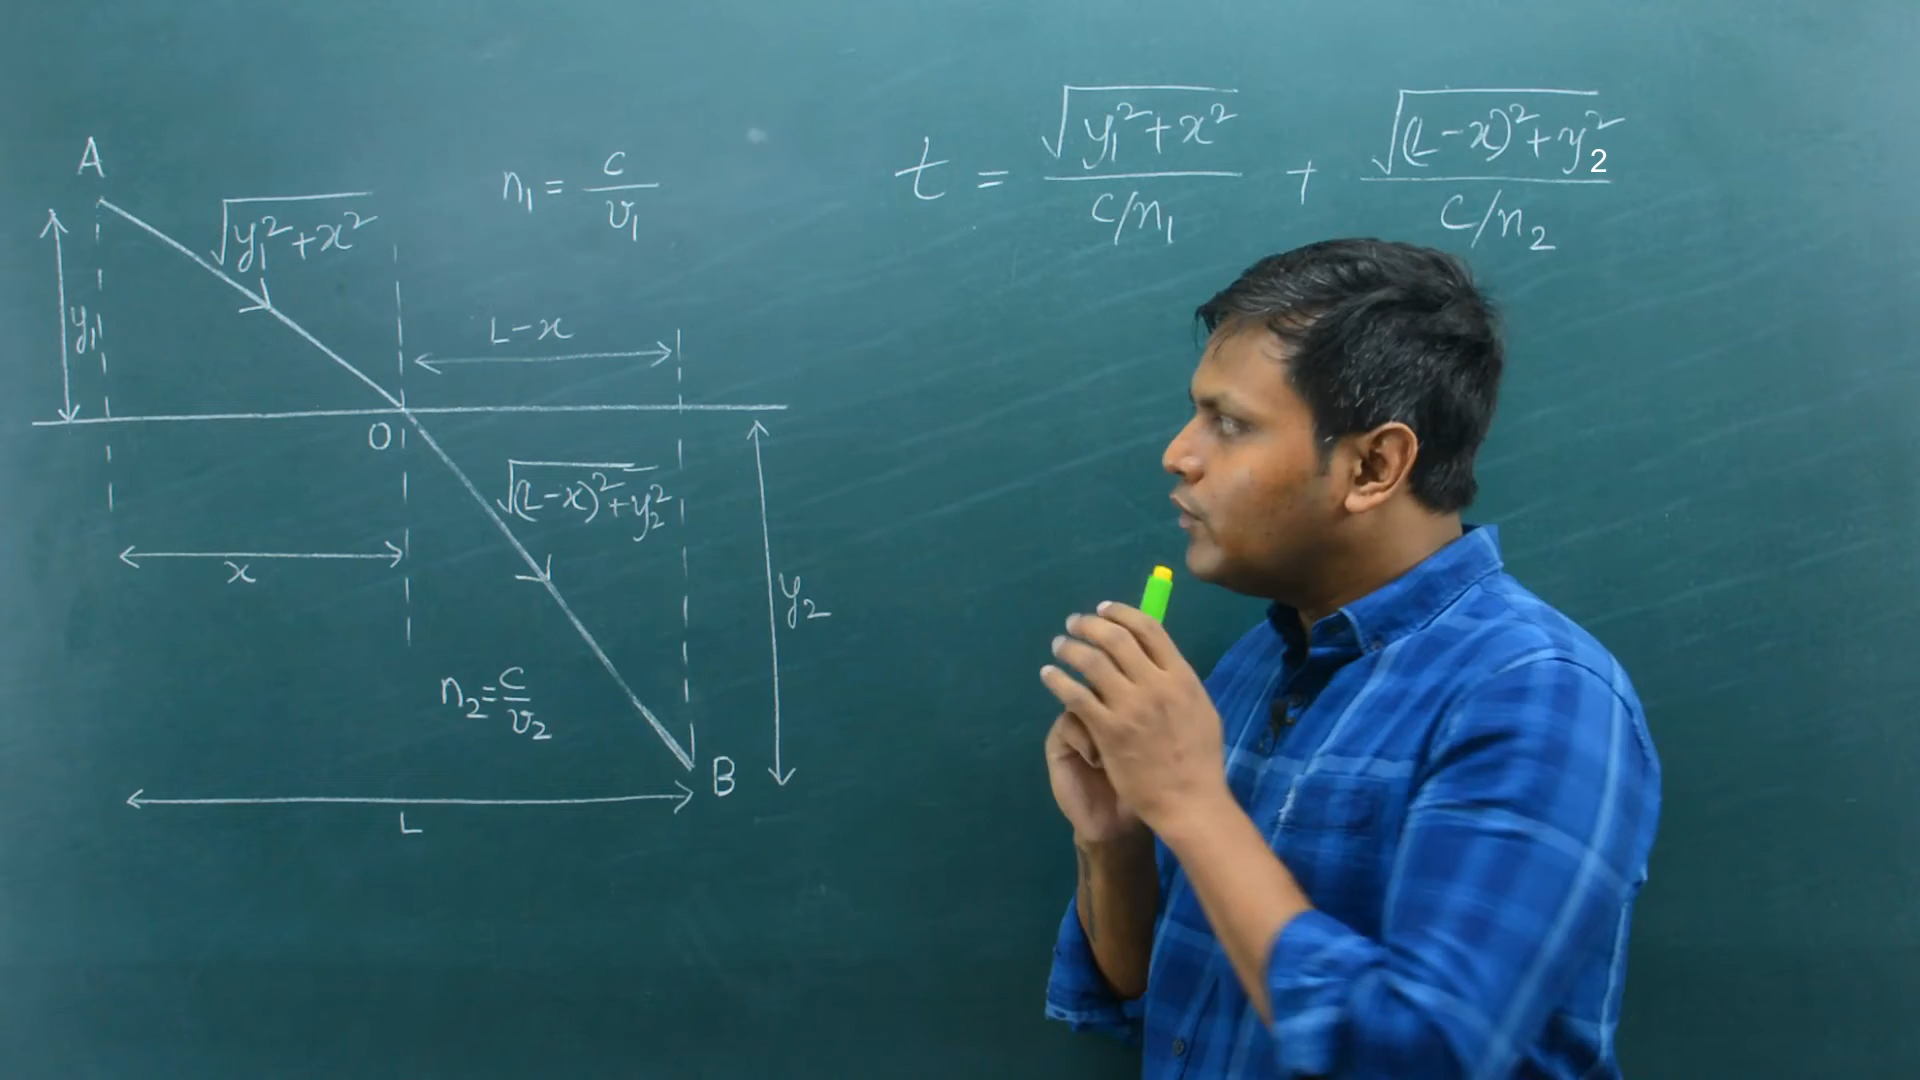 A
n₁ = c/v₁
t = √(y₁²+x²)/(c/n₁) + √((L-x)²+y₂²)/(c/n₂)
√(y₁²+x²)
y₁
L-x
O
√((L-x)²+y₂²)
x
y₂
n₂=c/v₂
B
L